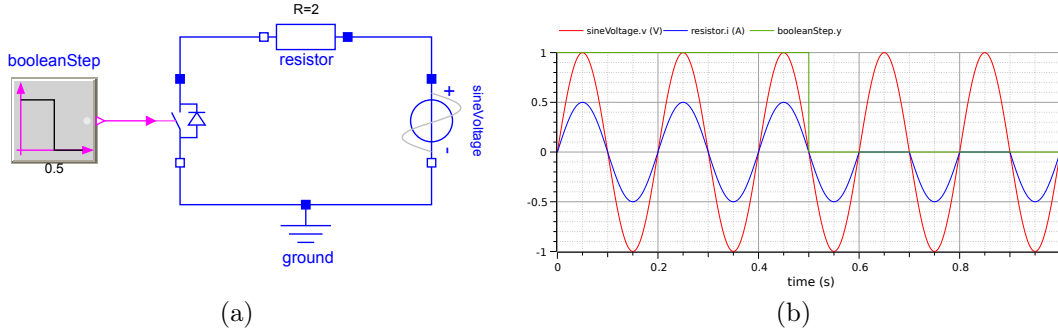 booleanStep
0.5
R=2
resistor
+
sineVoltage
-
ground
(a)
sineVoltage.v (V) resistor.i (A) booleanStep.y
1
0.5
0
-0.5
-1
0 0.2 0.4 0.6 0.8
time (s)
(b)